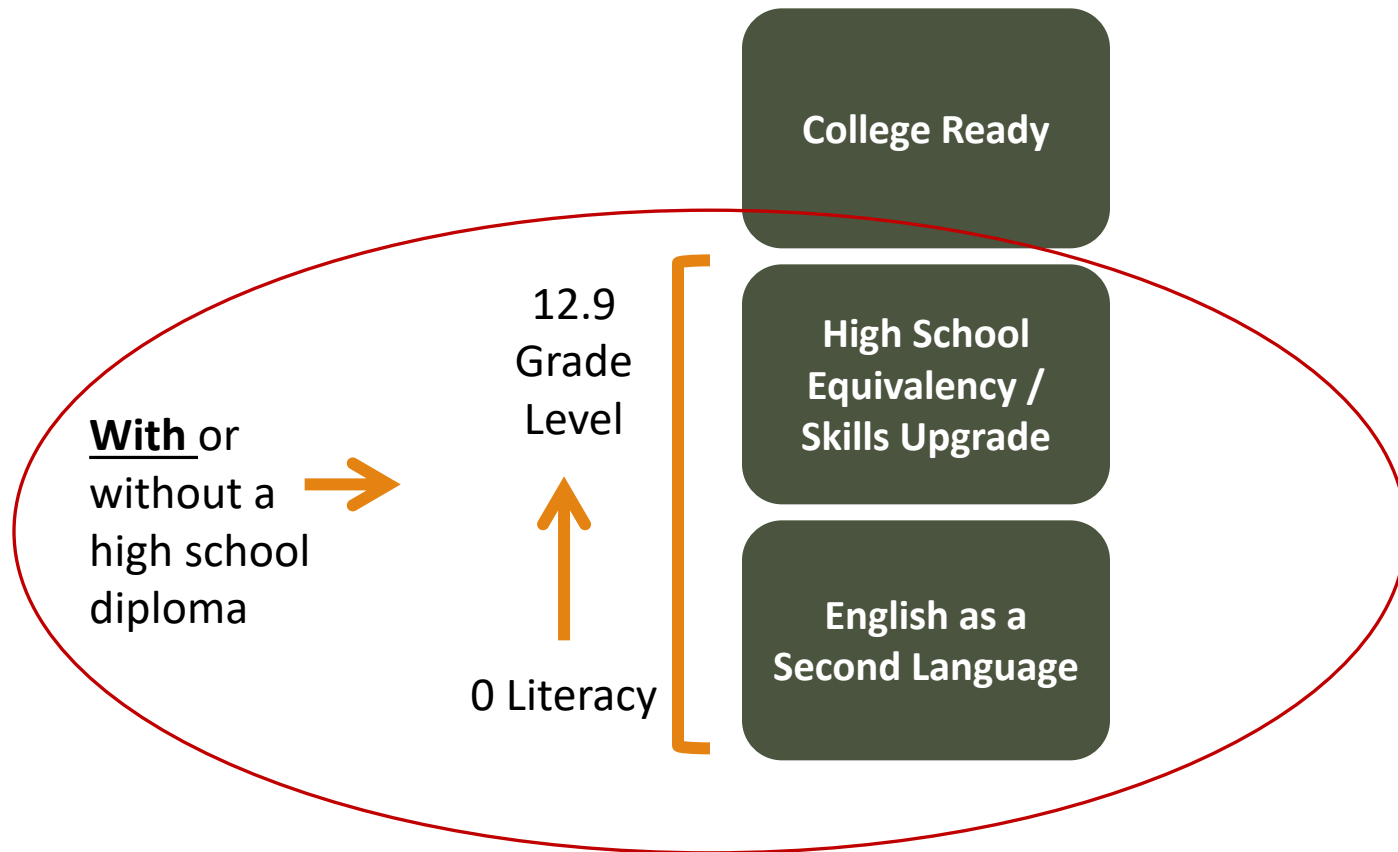 College Ready
12.9
Grade
Level
High School
Equivalency /
Skills Upgrade
With or
without a
high school
diploma
0 Literacy
English as a
Second Language